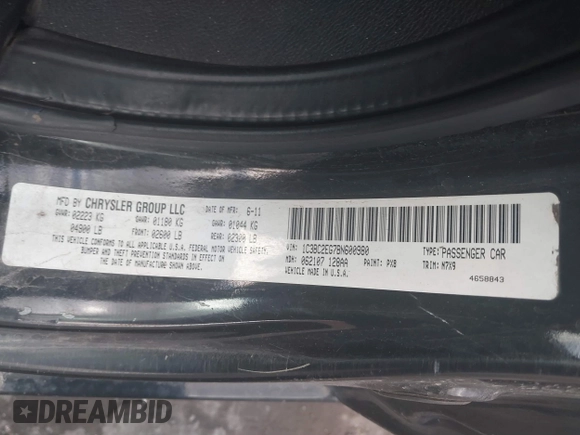 MFD BY CHRYSLER GROUP LLC DATE OF MFR: 6-11
GVWR: 02223 KG GAWR: 01180 KG GAWR: 01044 KG
04900 LB FRONT: 02600 LB REAR: 02300 LB
THIS VEHICLE CONFORMS TO ALL APPLICABLE U.S.A. FEDERAL MOTOR VEHICLE SAFETY,
BUMPER AND THEFT PREVENTION STANDARDS IN EFFECT ON
THE DATE OF MANUFACTURE SHOWN ABOVE.
VIN: 1C3BC2EG7BN600980 TYPE: PASSENGER CAR
MDH: 062107 128AA PAINT: PX8 TRIM: M7X9
VEHICLE MADE IN U.S.A. 4658843
DREAMBID